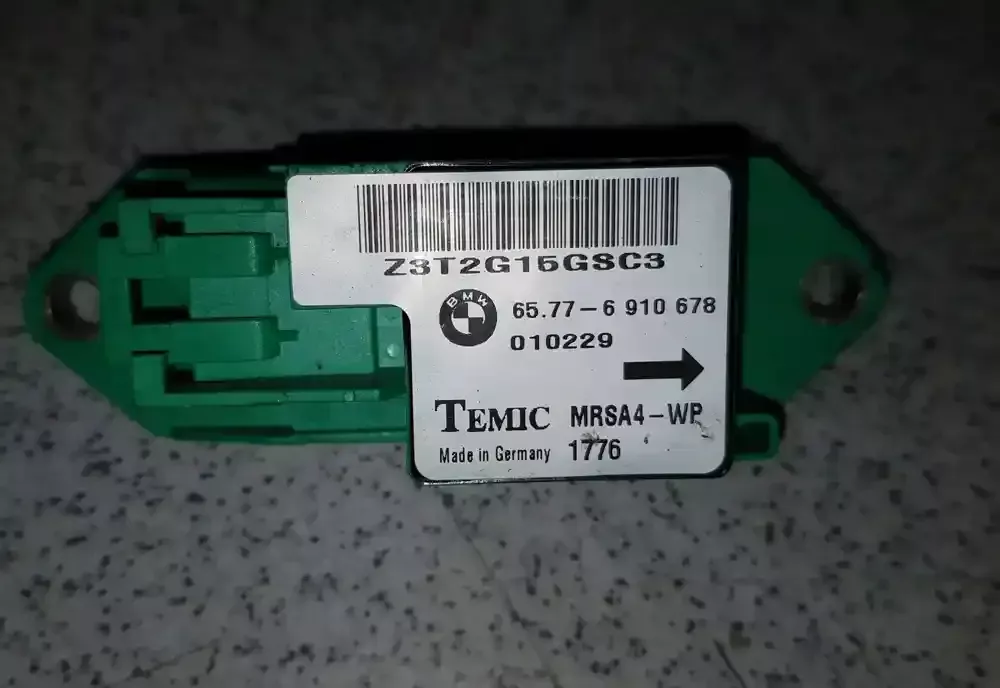 Z3T2G15GSC3
BMW
65.77-6 910 678
010229
TEMIC MRSA4-WP
Made in Germany 1776